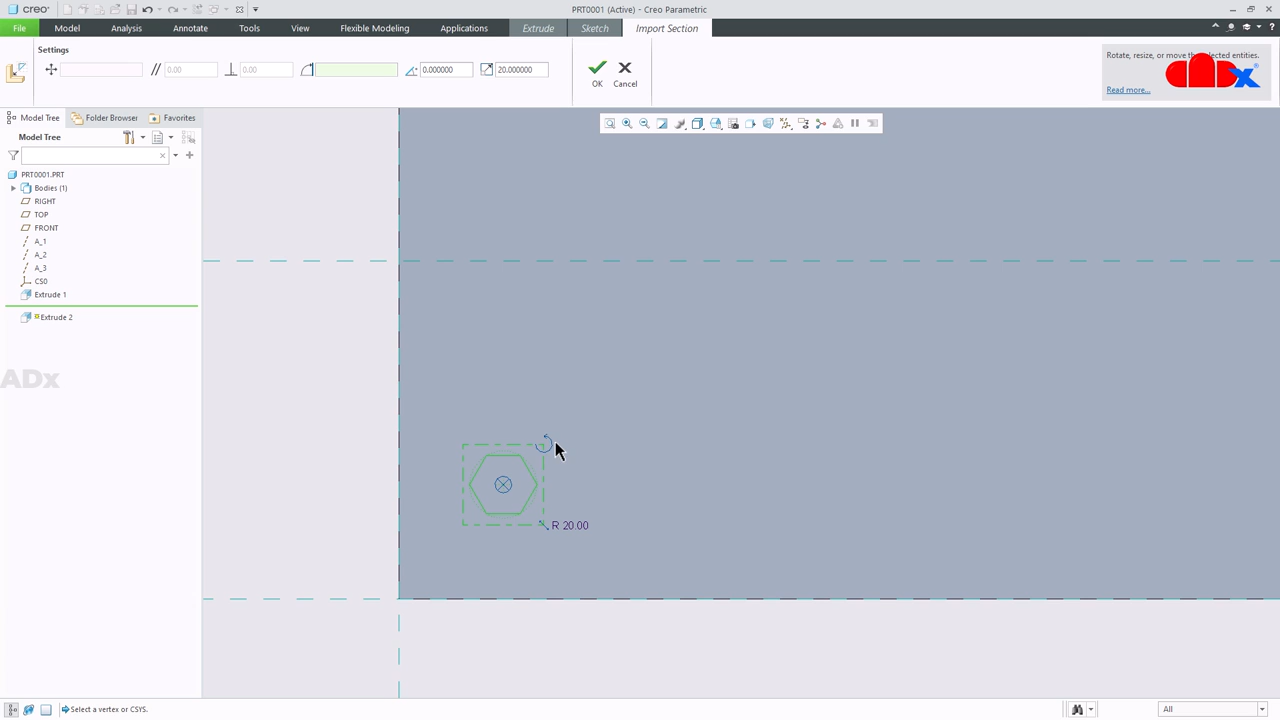 creo
PRT0001 (Active) - Creo Parametric
File Model Analysis Annotate Tools View Flexible Modeling Applications Extrude Sketch Import Section
Settings
0.00 0.00 0.000000 20.000000
OK Cancel
Rotate, resize, or move the selected entities.
Read more...
ADx
Model Tree Folder Browser Favorites
Model Tree
PRT0001.PRT
Bodies (1)
RIGHT
TOP
FRONT
A_1
A_2
A_3
CS0
Extrude 1
Extrude 2
ADx
R 20.00
Select a vertex or CSYS.
All